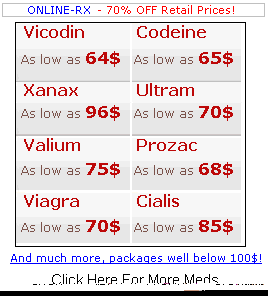 ONLINE-RX - 70% OFF Retail Prices!
Vicodin Codeine
As low as 64$ As low as 65$
Xanax Ultram
As low as 96$ As low as 70$
Valium Prozac
As low as 75$ As low as 68$
Viagra Cialis
As low as 70$ As low as 85$
And much more, packages well below 100$!
Click Here For More Meds